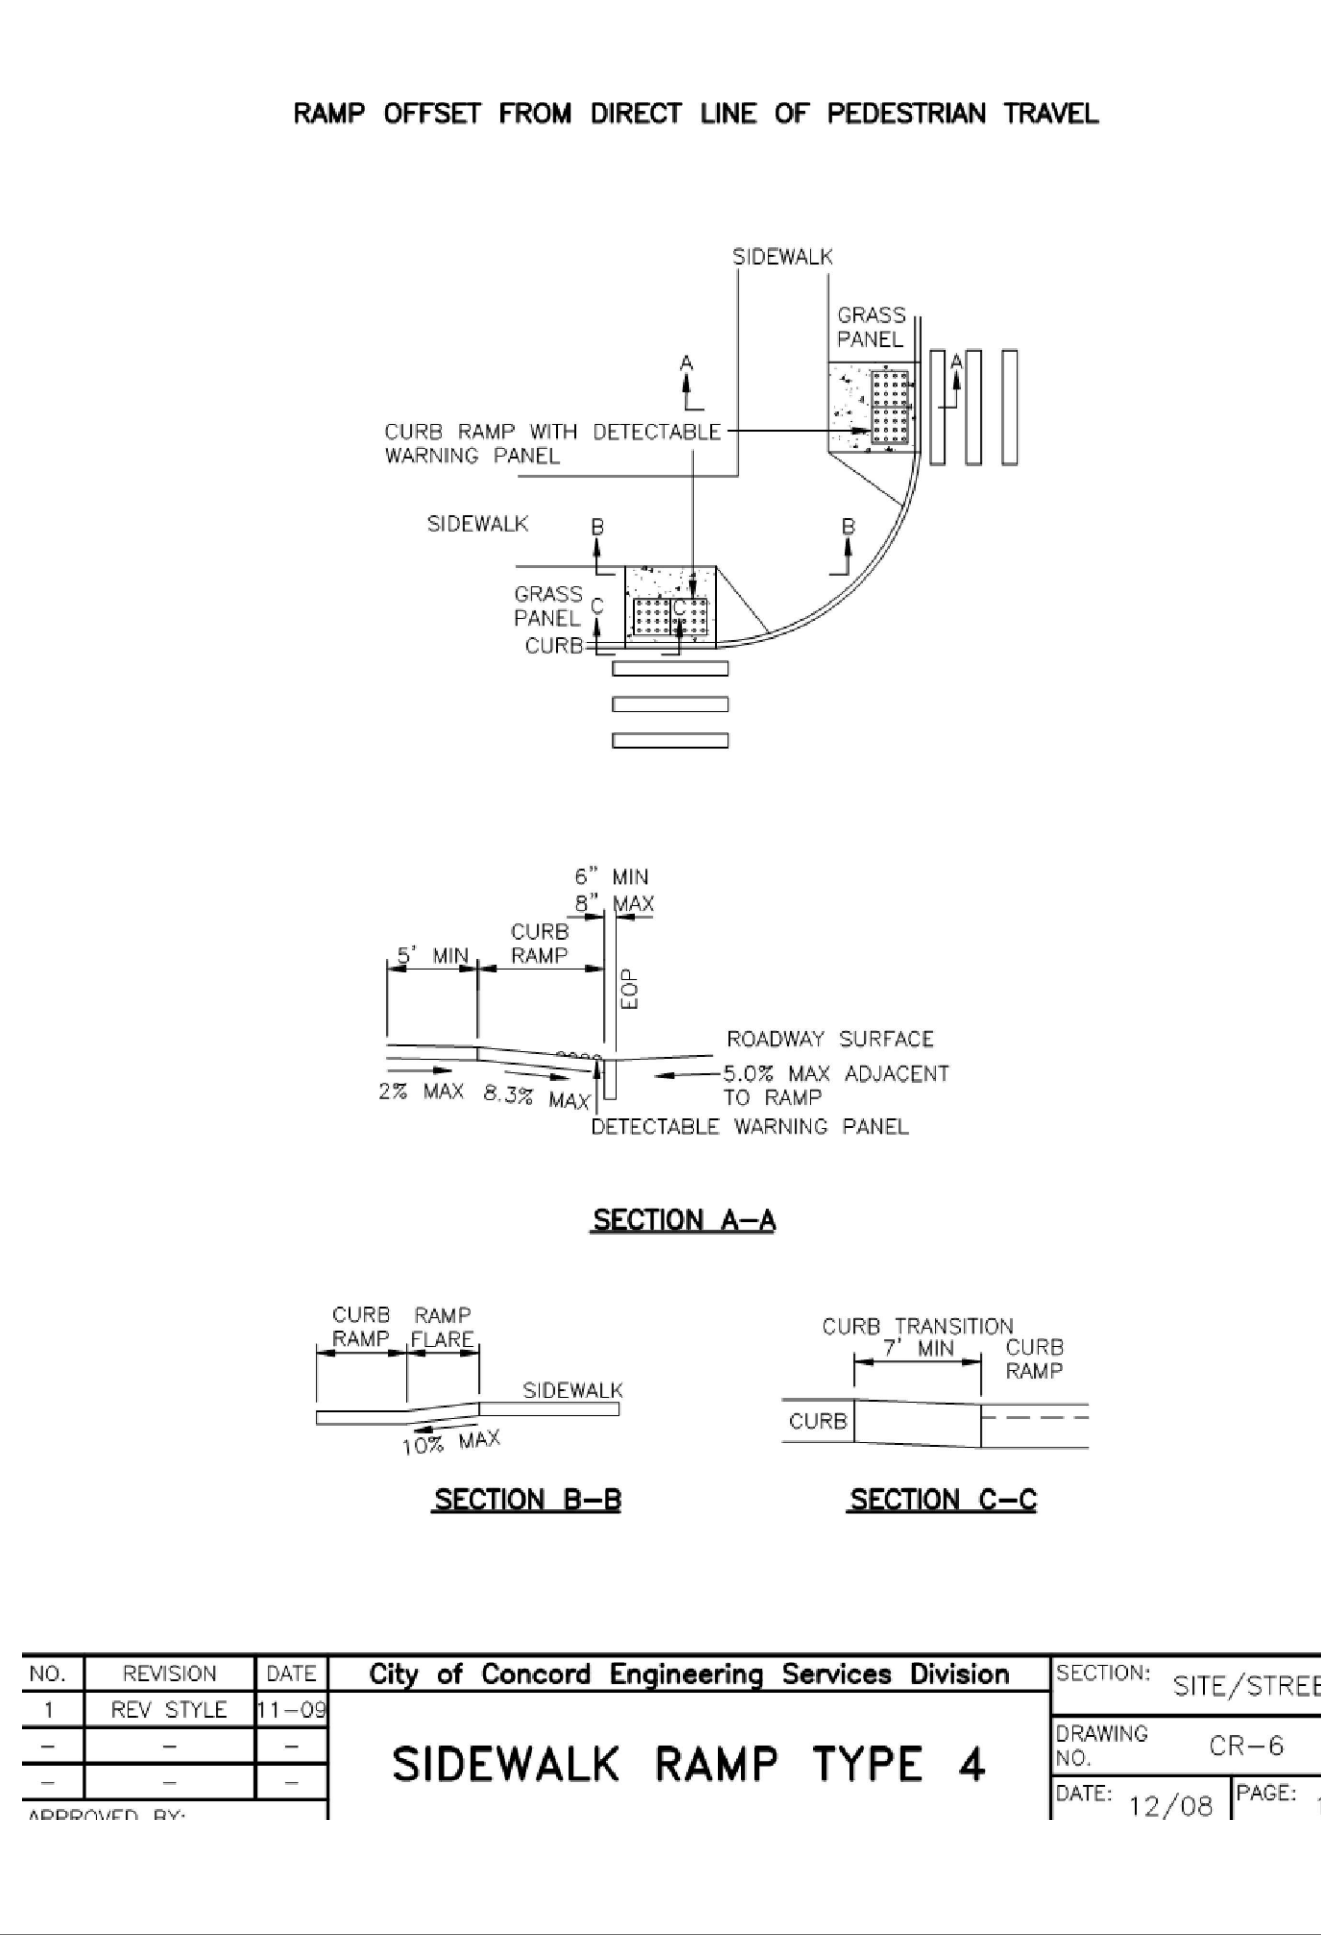 RAMP OFFSET FROM DIRECT LINE OF PEDESTRIAN TRAVEL
SIDEWALK
GRASS
PANEL
A
A
CURB RAMP WITH DETECTABLE
WARNING PANEL
SIDEWALK
B
B
GRASS
PANEL
C
C
CURB
6" MIN
8" MAX
CURB
RAMP
5' MIN
EOP
ROADWAY SURFACE
5.0% MAX ADJACENT
TO RAMP
2% MAX
8.3% MAX
DETECTABLE WARNING PANEL
SECTION A-A
CURB
RAMP
RAMP
FLARE
SIDEWALK
10% MAX
SECTION B-B
CURB TRANSITION
7' MIN
CURB
RAMP
CURB
SECTION C-C
NO. REVISION DATE
1 REV STYLE 11-09
- - -
- - -
APPROVED BY:
City of Concord Engineering Services Division
SIDEWALK RAMP TYPE 4
SECTION: SITE/STREE
DRAWING
NO. CR-6
DATE: 12/08 PAGE: